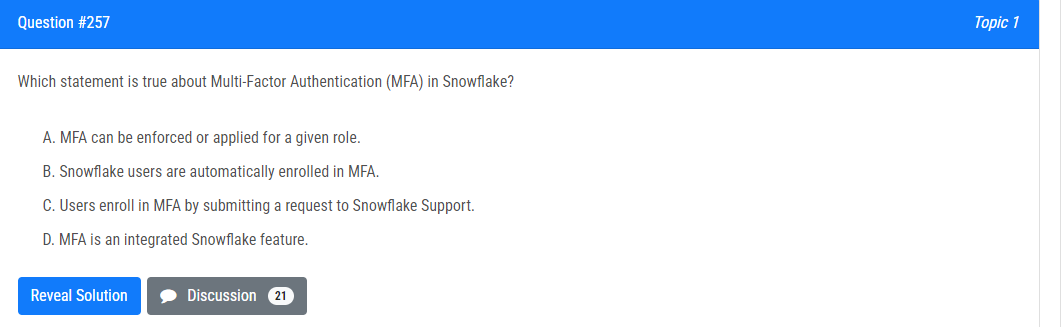 Question #257
Topic 1
Which statement is true about Multi-Factor Authentication (MFA) in Snowflake?
A. MFA can be enforced or applied for a given role.
B. Snowflake users are automatically enrolled in MFA.
C. Users enroll in MFA by submitting a request to Snowflake Support.
D. MFA is an integrated Snowflake feature.
Reveal Solution
Discussion 21